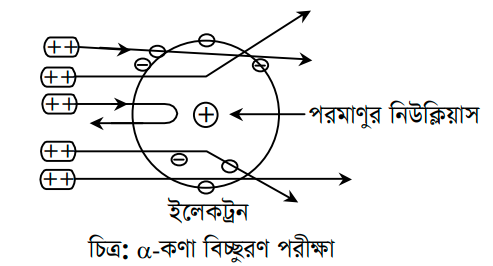 ++
++
++
++
++
+
পরমাণুর নিউক্লিয়াস
ইলেকট্রন
চিত্র: α-কণা বিচ্ছুরণ পরীক্ষা